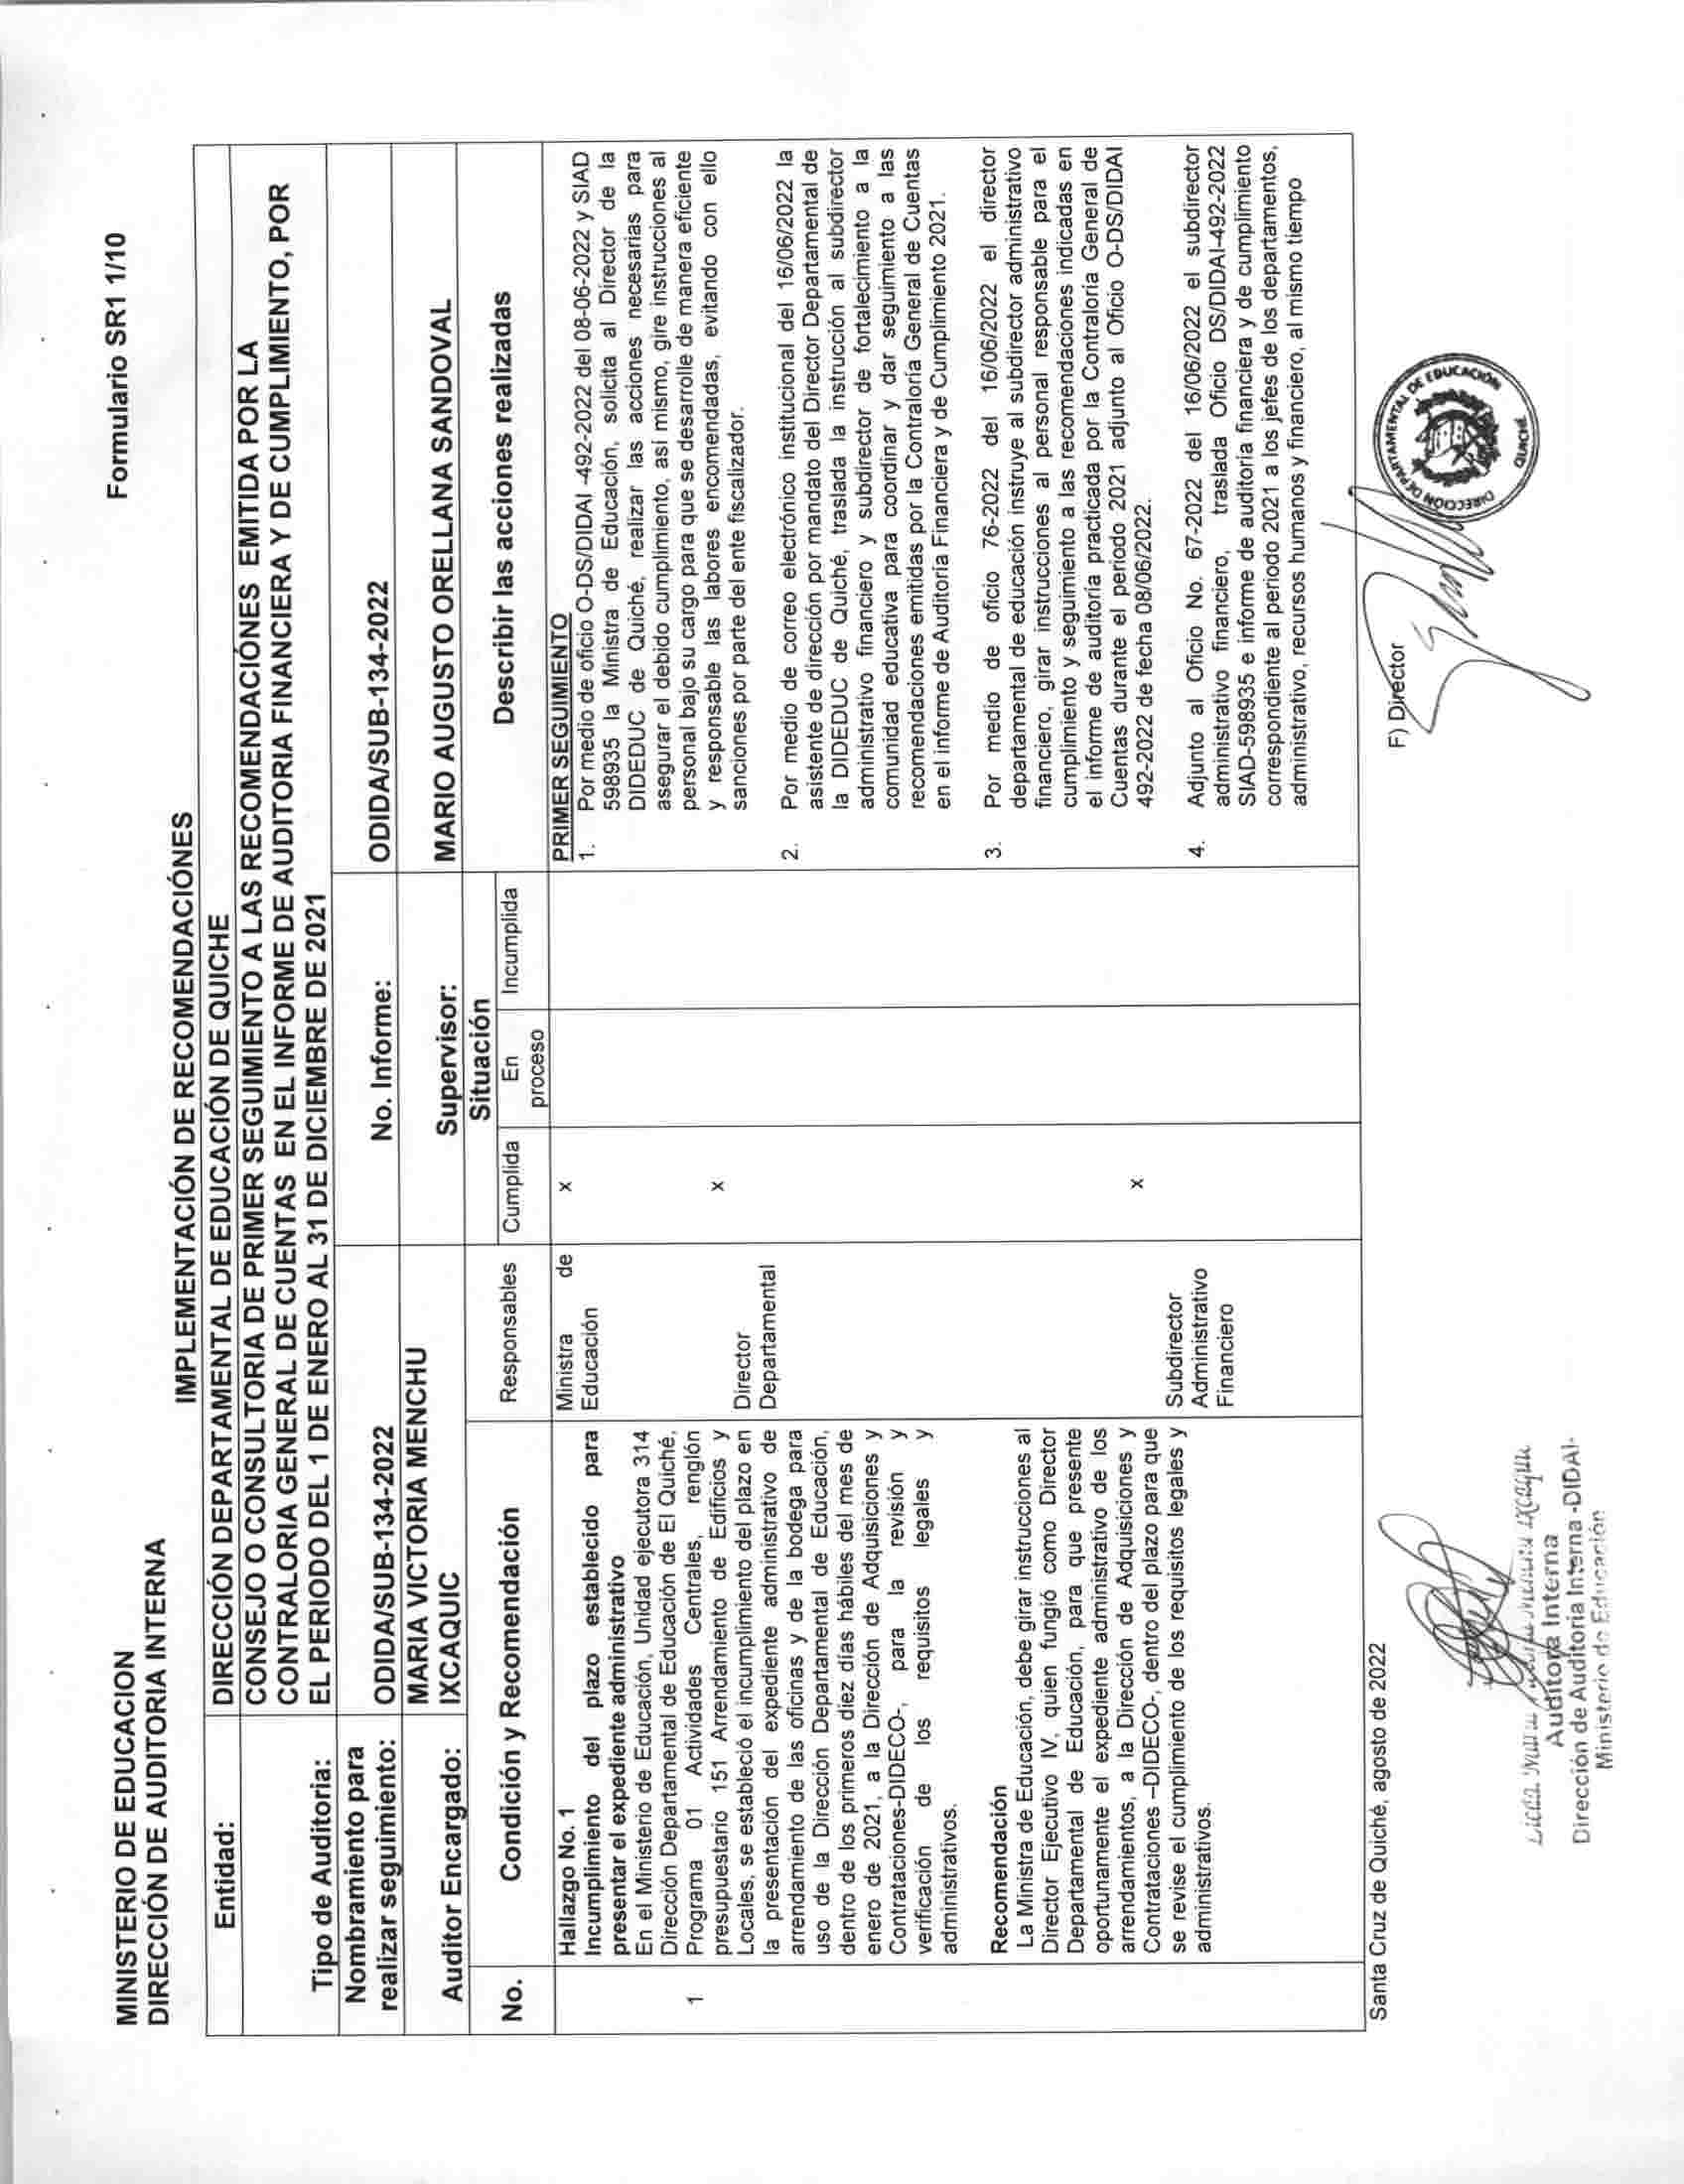 Formulario SR1 1/10
MINISTERIO DE EDUCACION
DIRECCIÓN DE AUDITORIA INTERNA
IMPLEMENTACIÓN DE RECOMENDACIÓNES
Entidad:
DIRECCIÓN DEPARTAMENTAL DE EDUCACIÓN DE QUICHE
Tipo de Auditoria:
CONSEJO O CONSULTORIA DE PRIMER SEGUIMIENTO A LAS RECOMENDACIÓNES EMITIDA POR LA
CONTRALORIA GENERAL DE CUENTAS EN EL INFORME DE AUDITORIA FINANCIERA Y DE CUMPLIMIENTO, POR
EL PERIODO DEL 1 DE ENERO AL 31 DE DICIEMBRE DE 2021
Nombramiento para
realizar seguimiento:
ODIDA/SUB-134-2022
No. Informe:
ODIDA/SUB-134-2022
Auditor Encargado:
MARIA VICTORIA MENCHU
IXCAQUIC
Supervisor:
MARIO AUGUSTO ORELLANA SANDOVAL
No.
Condición y Recomendación
Responsables
Situación
Cumplida
En
proceso
Incumplida
Describir las acciones realizadas
1
Hallazgo No. 1
Incumplimiento del plazo establecido para
presentar el expediente administrativo
En el Ministerio de Educación, Unidad ejecutora 314
Dirección Departamental de Educación de El Quiché,
Programa 01 Actividades Centrales, renglón
presupuestario 151 Arrendamiento de Edificios y
Locales, se estableció el incumplimiento del plazo en
la presentación del expediente administrativo de
arrendamiento de las oficinas y de la bodega para
uso de la Dirección Departamental de Educación,
dentro de los primeros diez días hábiles del mes de
enero de 2021, a la Dirección de Adquisiciones y
Contrataciones-DIDECO-, para la revisión y
verificación de los requisitos legales y
administrativos.
Recomendación
La Ministra de Educación, debe girar instrucciones al
Director Ejecutivo IV, quien fungió como Director
Departamental de Educación, para que presente
oportunamente el expediente administrativo de los
arrendamientos, a la Dirección de Adquisiciones y
Contrataciones –DIDECO-, dentro del plazo para que
se revise el cumplimiento de los requisitos legales y
administrativos.
Ministra de
Educación
Director
Departamental
Subdirector
Administrativo
Financiero
x
x
x
PRIMER SEGUIMIENTO
1. Por medio de oficio O-DS/DIDAI -492-2022 del 08-06-2022 y SIAD
598935 la Ministra de Educación, solicita al Director de la
DIDEDUC de Quiché, realizar las acciones necesarias para
asegurar el debido cumplimiento, así mismo, gire instrucciones al
personal bajo su cargo para que se desarrolle de manera eficiente
y responsable las labores encomendadas, evitando con ello
sanciones por parte del ente fiscalizador.
2. Por medio de correo electrónico institucional del 16/06/2022 la
asistente de dirección por mandato del Director Departamental de
la DIDEDUC de Quiché, traslada la instrucción al subdirector
administrativo financiero y subdirector de fortalecimiento a la
comunidad educativa para coordinar y dar seguimiento a las
recomendaciones emitidas por la Contraloría General de Cuentas
en el informe de Auditoría Financiera y de Cumplimiento 2021.
3. Por medio de oficio 76-2022 del 16/06/2022 el director
departamental de educación instruye al subdirector administrativo
financiero, girar instrucciones al personal responsable para el
cumplimiento y seguimiento a las recomendaciones indicadas en
el informe de auditoría practicada por la Contraloría General de
Cuentas durante el periodo 2021 adjunto al Oficio O-DS/DIDAI
492-2022 de fecha 08/06/2022.
4. Adjunto al Oficio No. 67-2022 del 16/06/2022 el subdirector
administrativo financiero, traslada Oficio DS/DIDAI-492-2022
SIAD-598935 e informe de auditoría financiera y de cumplimiento
correspondiente al periodo 2021 a los jefes de los departamentos,
administrativo, recursos humanos y financiero, al mismo tiempo
Santa Cruz de Quiché, agosto de 2022
F) Director
DIRECCIÓN DEPARTAMENTAL DE EDUCACIÓN
QUICHÉ
Auditora Interna
Dirección de Auditoria Interna -DIDAI-
Ministerio de Educación